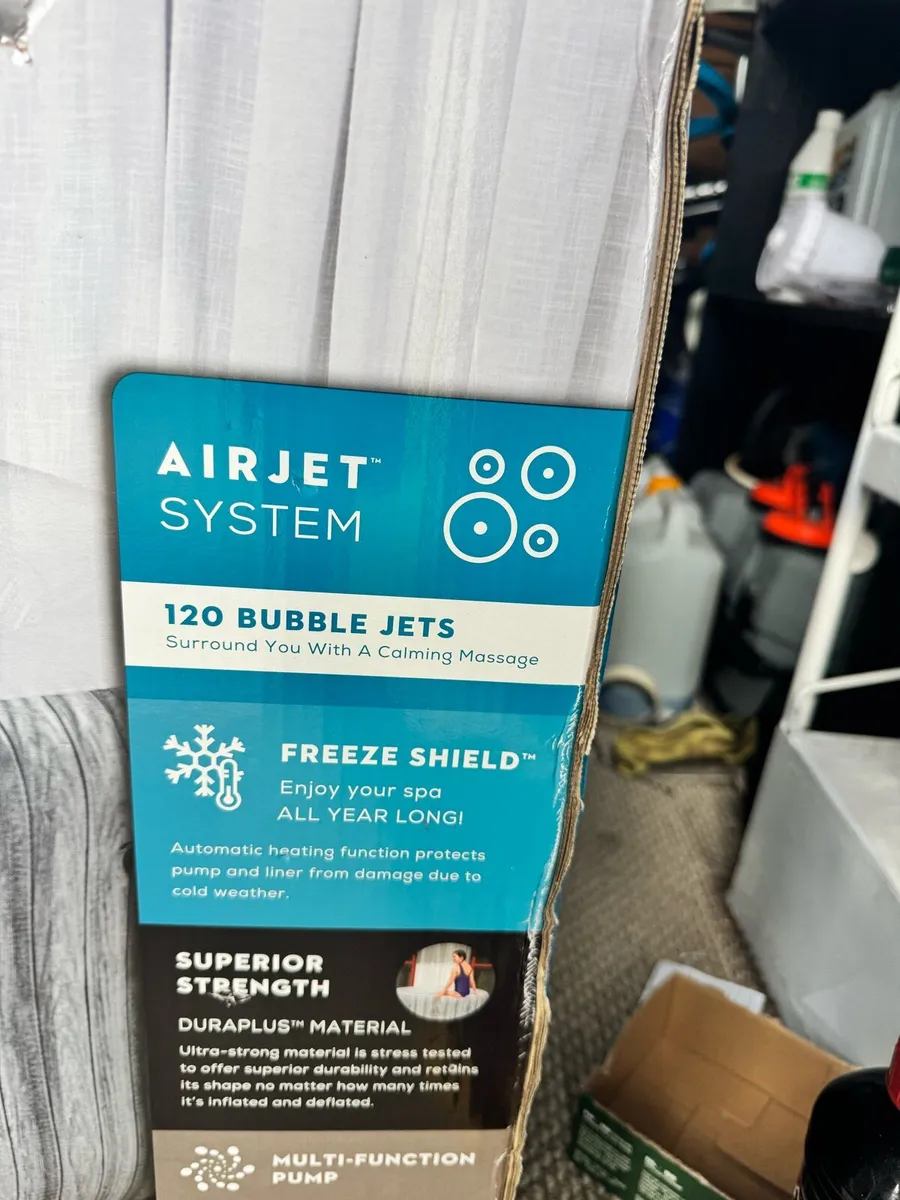 AIRJET™
SYSTEM
120 BUBBLE JETS
Surround You With A Calming Massage
FREEZE SHIELD™
Enjoy your spa
ALL YEAR LONG!
Automatic heating function protects
pump and liner from damage due to
cold weather.
SUPERIOR
STRENGTH
DURAPLUS™ MATERIAL
Ultra-strong material is stress tested
to offer superior durability and retains
its shape no matter how many times
it's inflated and deflated.
MULTI-FUNCTION
PUMP